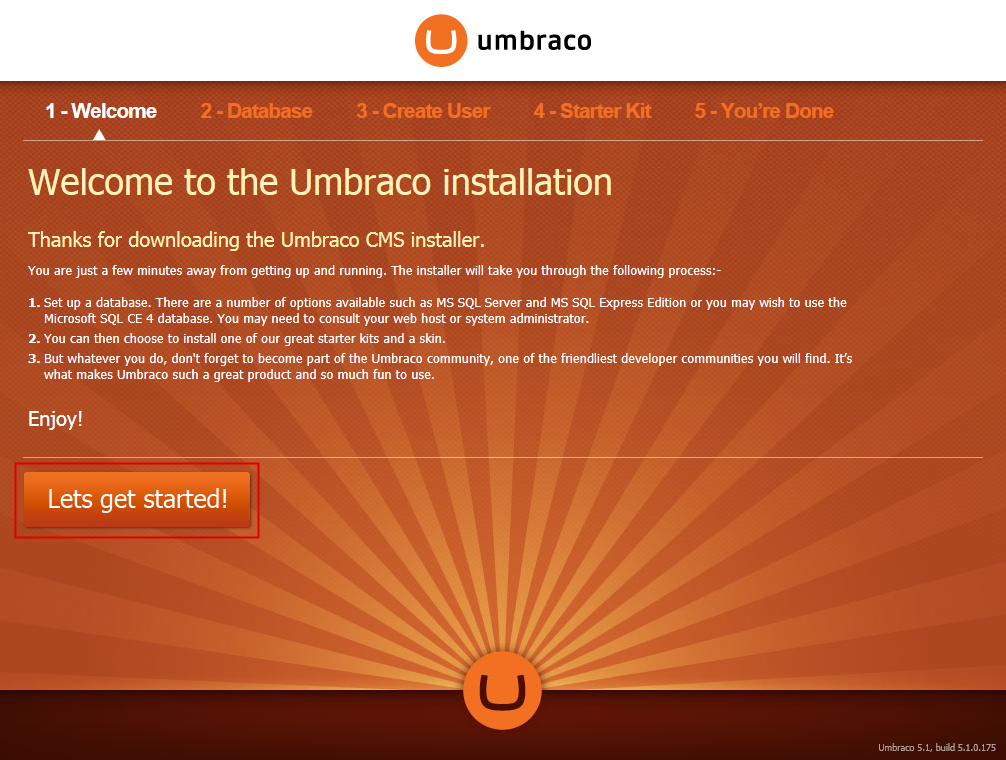 umbraco
1 - Welcome 2 - Database 3 - Create User 4 - Starter Kit 5 - You’re Done
Welcome to the Umbraco installation
Thanks for downloading the Umbraco CMS installer.
You are just a few minutes away from getting up and running. The installer will take you through the following process:-
1. Set up a database. There are a number of options available such as MS SQL Server and MS SQL Express Edition or you may wish to use the
Microsoft SQL CE 4 database. You may need to consult your web host or system administrator.
2. You can then choose to install one of our great starter kits and a skin.
3. But whatever you do, don't forget to become part of the Umbraco community, one of the friendliest developer communities you will find. It’s
what makes Umbraco such a great product and so much fun to use.
Enjoy!
Lets get started!
Umbraco 5.1, build 5.1.0.175